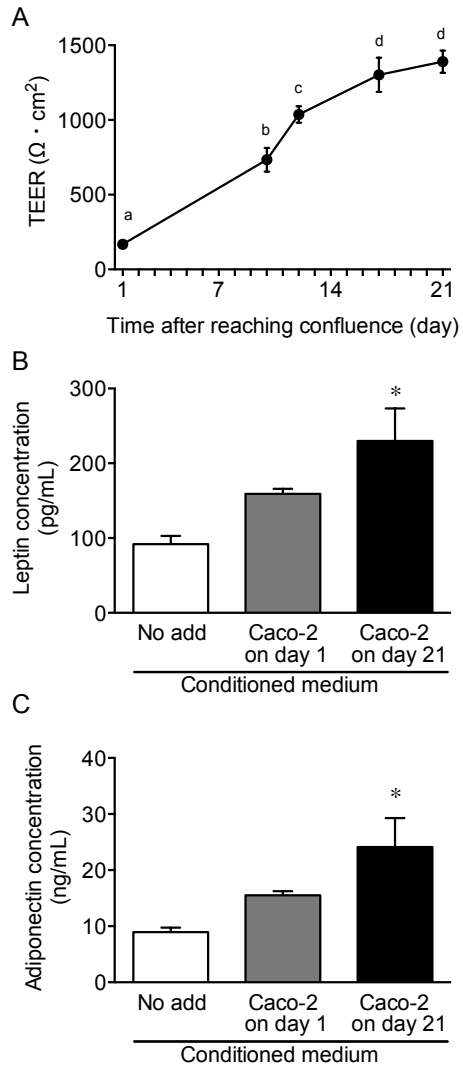 A
TEER (Ω・cm²)
1500
1000
500
0
a
b
c
d
d
1
7
14
21
Time after reaching confluence (day)
B
Leptin concentration
(pg/mL)
300
200
100
0
*
No add
Caco-2
on day 1
Caco-2
on day 21
Conditioned medium
C
Adiponectin concentration
(ng/mL)
40
30
20
10
0
*
No add
Caco-2
on day 1
Caco-2
on day 21
Conditioned medium